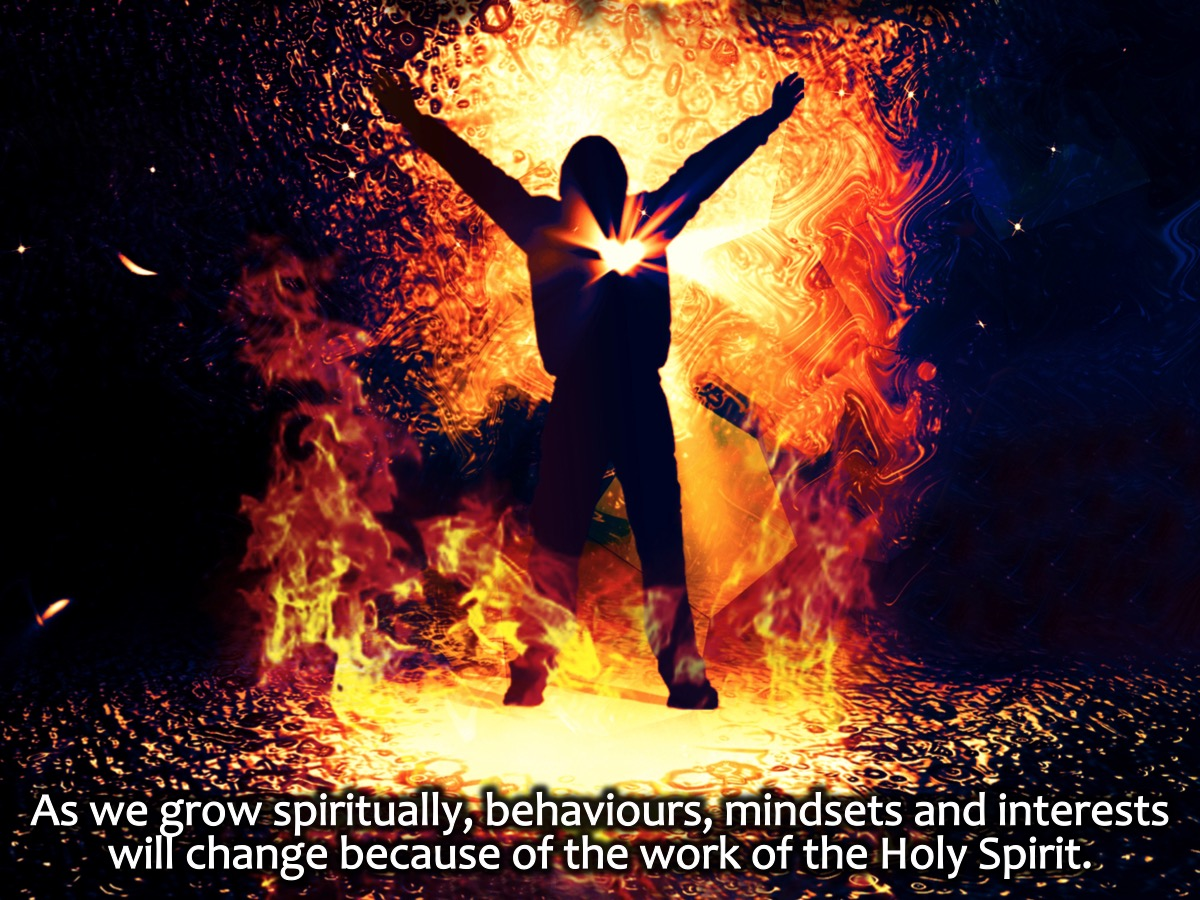 As we grow spiritually, behaviours, mindsets and interests
will change because of the work of the Holy Spirit.